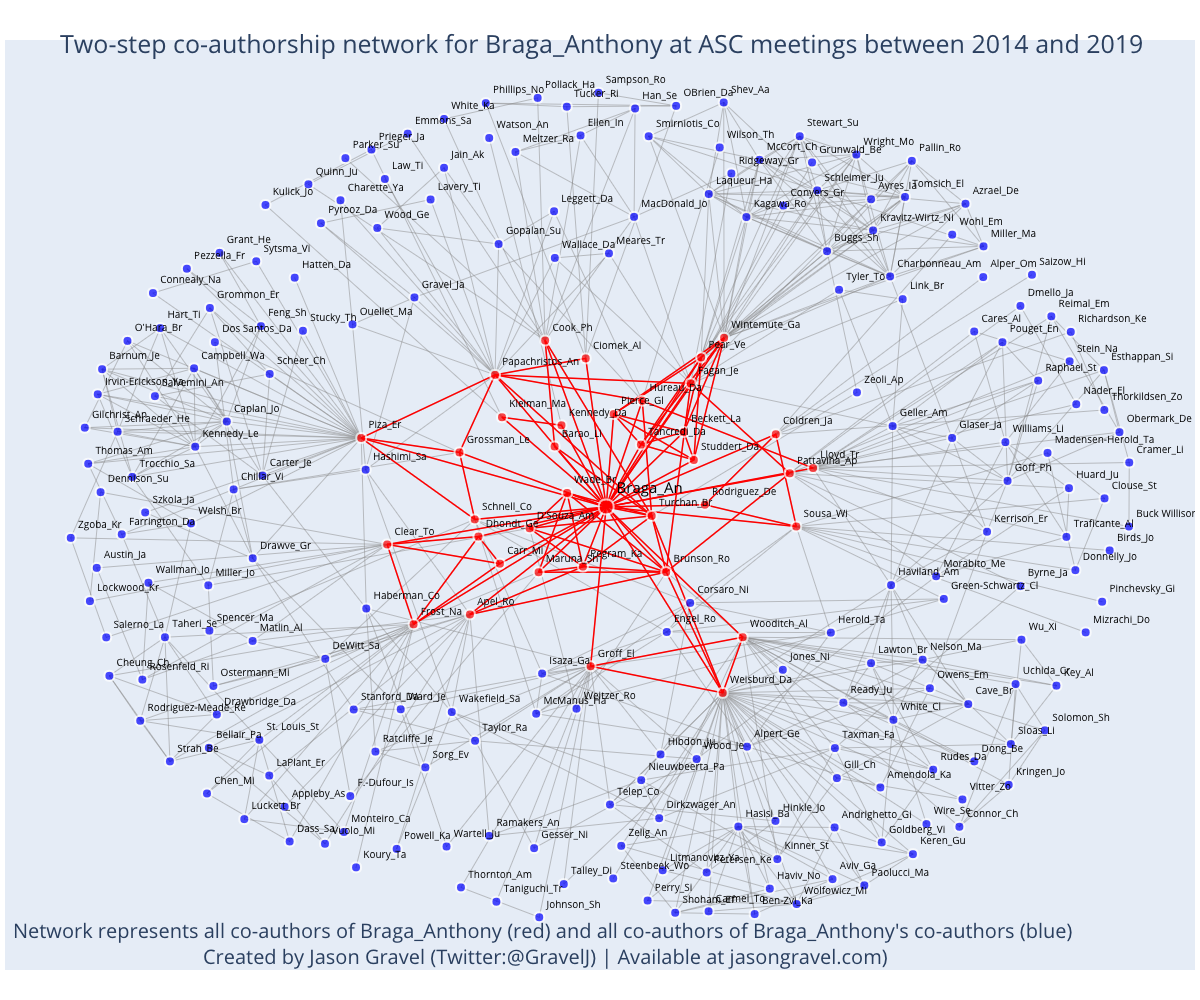 Two-step co-authorship network for Braga_Anthony at ASC meetings between 2014 and 2019
Sampson_Ro
Pollack_Ha
Phillips_No
Tucker_Ri
Han_Se
OBrien_Da
Shev_Aa
White_Ka
Emmons_Sa
Watson_An
Ellen_In
Smirniotis_Co
Stewart_Su
Prieger_Ja
Meltzer_Ra
Wilson_Th
Wright_Mo
Parker_Su
McCort_Ch
Grunwald_Be
Pallin_Ro
Jain_Ak
Ridgeway_Gr
Law_Ti
Quinn_Ju
Laqueur_Ha
Schleimer_Ju
Charette_Ya
Lavery_Ti
Conyers_Gr
Ayres_Ia
Tomsich_El
Kulick_Jo
Azrael_De
Leggett_Da
MacDonald_Jo
Kagawa_Ro
Pyrooz_Da
Wood_Ge
Kravitz-Wirtz_Ni
Wohl_Em
Gopalan_Su
Buggs_Sh
Miller_Ma
Grant_He
Wallace_Da
Meares_Tr
Sytsma_Vi
Pezzella_Fr
Hatten_Da
Charbonneau_Am
Alper_Om
Saizow_Hi
Connealy_Na
Tyler_To
Gravel_Ja
Link_Br
Grommon_Er
Dmello_Ja
Reimal_Em
Hart_Ti
Feng_Sh
Ouellet_Ma
Stucky_Th
O'Hara_Br
Dos Santos_Da
Cook_Ph
Wintemute_Ga
Cares_Al
Pouget_En
Richardson_Ke
Barnum_Je
Campbell_Wa
Scheer_Ch
Papachristos_An
Ciomek_Al
Pear_Ve
Stein_Na
Esthappan_Si
Irvin-Erickson_Ya
Salvemini_An
Fagan_Je
Raphael_St
Hureau_Da
Zeoli_Ap
Nader_El
Thorkildsen_Zo
Gilchrist_Ap
Schraeder_He
Caplan_Jo
Kleiman_Ma
Kennedy_Da
Pierce_Gl
Beckett_La
Coldren_Ja
Geller_Am
Obermark_De
Piza_Er
Glaser_Ja
Williams_Li
Kennedy_Le
Grossman_Le
Barao_Li
Tancredi_Da
Studdert_Da
Madensen-Herold_Ta
Cramer_Li
Thomas_Am
Trocchio_Sa
Carter_Je
Hashimi_Sa
Lloyd_Tr
Pattavina_Ap
Goff_Ph
Dennison_Su
Chillar_Vi
Wade_Br
Braga_An
Rodriguez_De
Huard_Ju
Clouse_St
Szkola_Ja
Welsh_Br
Schnell_Co
Turchan_Br
Sousa_Wi
Zgoba_Kr
Farrington_Da
Dhondt_Ge
D'Souza_Am
Kerrison_Er
Traficante_Al
Birds_Jo
Clear_To
Drawve_Gr
Carr_Mi
Maruna_Sh
Pegram_Ka
Brunson_Ro
Donnelly_Jo
Austin_Ja
Wallman_Jo
Miller_Jo
Haviland_Am
Morabito_Me
Byrne_Ja
Lockwood_Kr
Haberman_Co
Frost_Na
Apel_Ro
Corsaro_Ni
Green-Schwartz_Cl
Pinchevsky_Gi
Salerno_La
Taheri_Se
Spencer_Ma
Matlin_Al
Engel_Ro
Wooditch_Al
Herold_Ta
Wu_Xi
Mizrachi_Do
Cheung_Ch
Rosenfeld_Ri
DeWitt_Sa
Isaza_Ga
Groff_El
Jones_Ni
Lawton_Br
Nelson_Ma
Ostermann_Mi
Weisburd_Da
Owens_Em
Uchida_Cr
Key_Al
Rodriguez-Meade_Re
Drawbridge_Da
Stanford_Da
Ward_Je
Wakefield_Sa
McManus_Ha
Weitzer_Ro
Ready_Ju
Cave_Br
Bellair_Pa
St. Louis_St
Taylor_Ra
White_Cl
Solomon_Sh
Strah_Be
Ratcliffe_Je
Hibdon_Ju
Wood_Je
Alpert_Ge
Taxman_Fa
Dong_Be
Sloas_Li
LaPlant_Er
Sorg_Ev
Nieuwbeerta_Pa
Rudes_Da
Chen_Mi
F.-Dufour_Is
Gill_Ch
Amendola_Ka
Vitter_Zo
Kringen_Jo
Luckett_Br
Appleby_As
Telep_Co
Dirkzwager_An
Hasisi_Ba
Hinkle_Jo
Andrighetto_Gi
Wire_Se
Connor_Ch
Dass_Sa
Vuolo_Mi
Monteiro_Ca
Powell_Ka
Wartell_Ju
Ramakers_An
Gesser_Ni
Zelig_An
Goldberg_Vi
Keren_Gu
Koury_Ta
Litmanovitz_Ya
Petersen_Ke
Kinner_St
Thornton_Am
Talley_Di
Steenbeek_Wo
Haviv_No
Aviv_Ga
Paolucci_Ma
Taniguchi_Tr
Johnson_Sh
Perry_Si
Carmel_To
Ben-Zvi_Ka
Wolfowicz_Mi
Network represents all co-authors of Braga_Anthony (red) and all co-authors of Braga_Anthony's co-authors (blue)
Created by Jason Gravel (Twitter:@GravelJ) | Available at jasongravel.com)